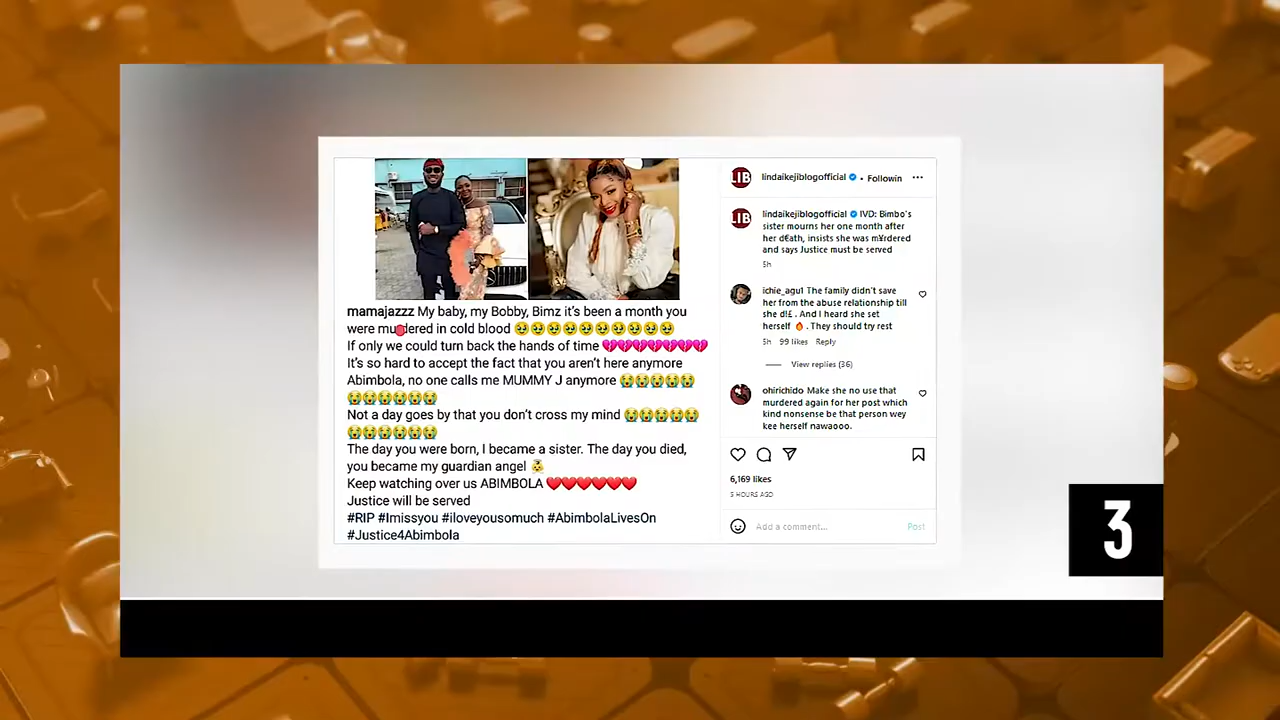 mamajazzz My baby, my Bobby, Bimz it's been a month you
were murdered in cold blood 🥹🥹🥹🥹🥹🥹🥹🥹🥹🥹
If only we could turn back the hands of time 💔💔💔💔💔💔💔
It's so hard to accept the fact that you aren't here anymore
Abimbola, no one calls me MUMMY J anymore 😭😭😭😭😭
😭😭😭😭😭😭
Not a day goes by that you don't cross my mind 😭😭😭😭😭
😭😭😭😭😭😭
The day you were born, I became a sister. The day you died,
you became my guardian angel 👼
Keep watching over us ABIMBOLA ❤️❤️❤️❤️❤️❤️
Justice will be served
#RIP #Imissyou #iloveyousomuch #AbimbolaLivesOn
#Justice4Abimbola
LIB
lindaikejiblogofficial • Followin ...
LIB
lindaikejiblogofficial IVD: Bimbo's
sister mourns her one month after
her d€ath, insists she was m¥rdered
and says Justice must be served
5h
ichie_agu1 The family didn't save
her from the abuse relationship till
she d!£ . And I heard she set
herself 🔥 . They should try rest
5h 99 likes Reply
View replies (36)
ohirichido Make she no use that
murdered again for her post which
kind nonsense be that person wey
kee herself nawaooo.
6,169 likes
5 HOURS AGO
Add a comment... Post
3